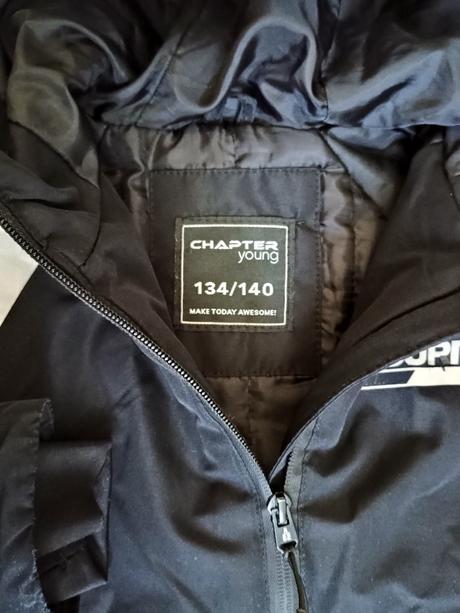 CHAPTER
young
134/140
MAKE TODAY AWESOME!